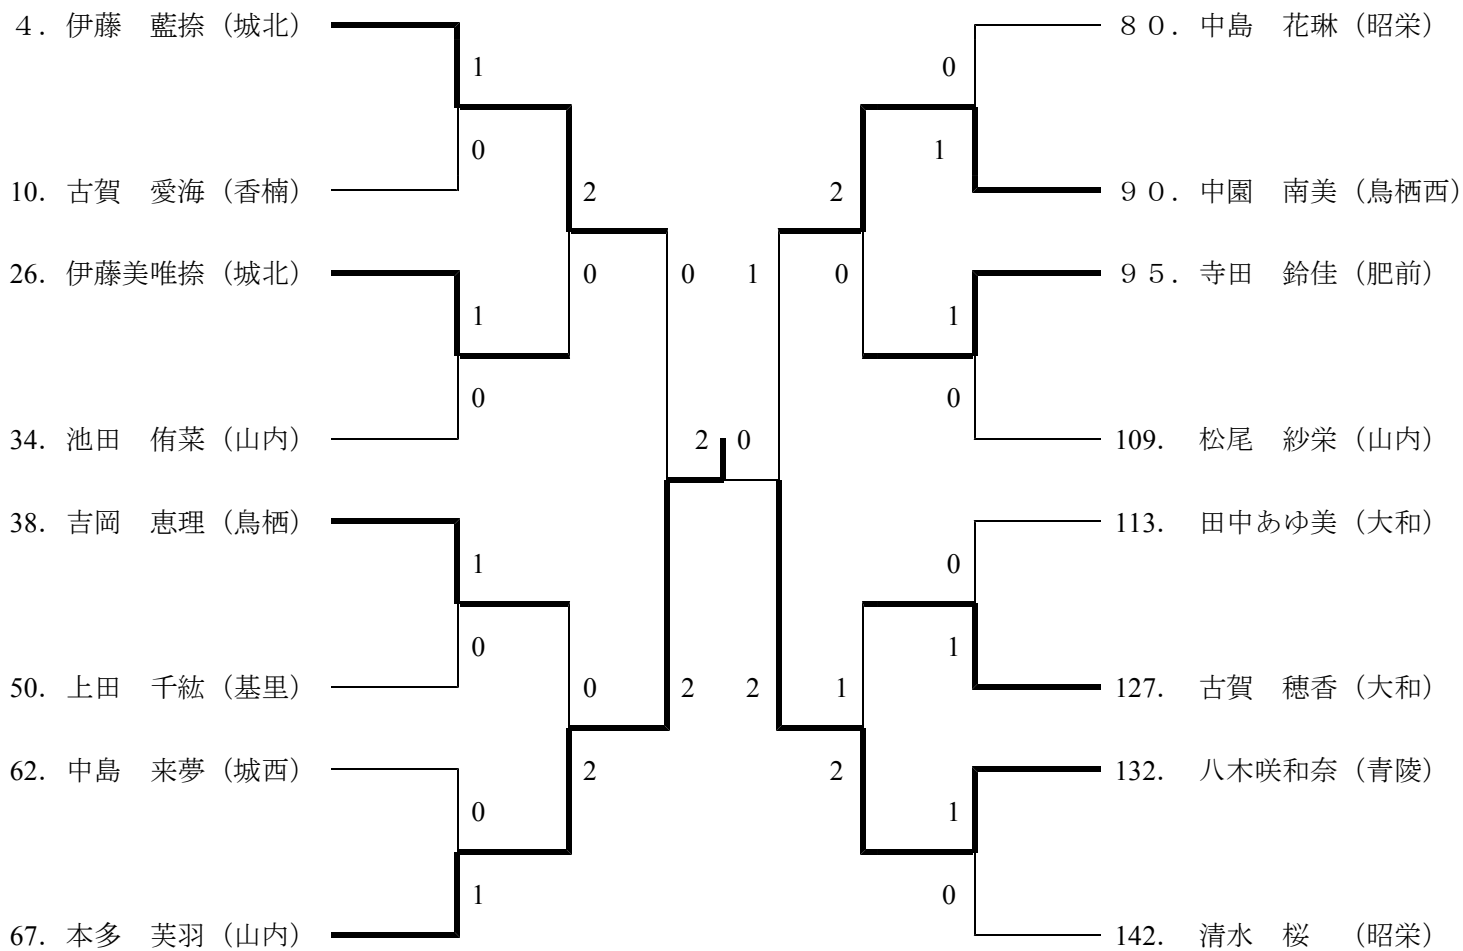 4. 伊藤　藍捺（城北）
80. 中島　花琳（昭栄）
1
0
0
1
10. 古賀　愛海（香楠）
2
2
90. 中園　南美（鳥栖西）
26. 伊藤美唯捺（城北）
0
0
1
0
95. 寺田　鈴佳（肥前）
1
1
0
0
34. 池田　侑菜（山内）
2
0
109. 松尾　紗栄（山内）
38. 吉岡　恵理（鳥栖）
113. 田中あゆ美（大和）
1
0
0
1
50. 上田　千紘（基里）
0
2
2
1
127. 古賀　穂香（大和）
62. 中島　来夢（城西）
2
2
132. 八木咲和奈（青陵）
0
1
1
0
67. 本多　芙羽（山内）
142. 清水　桜　（昭栄）